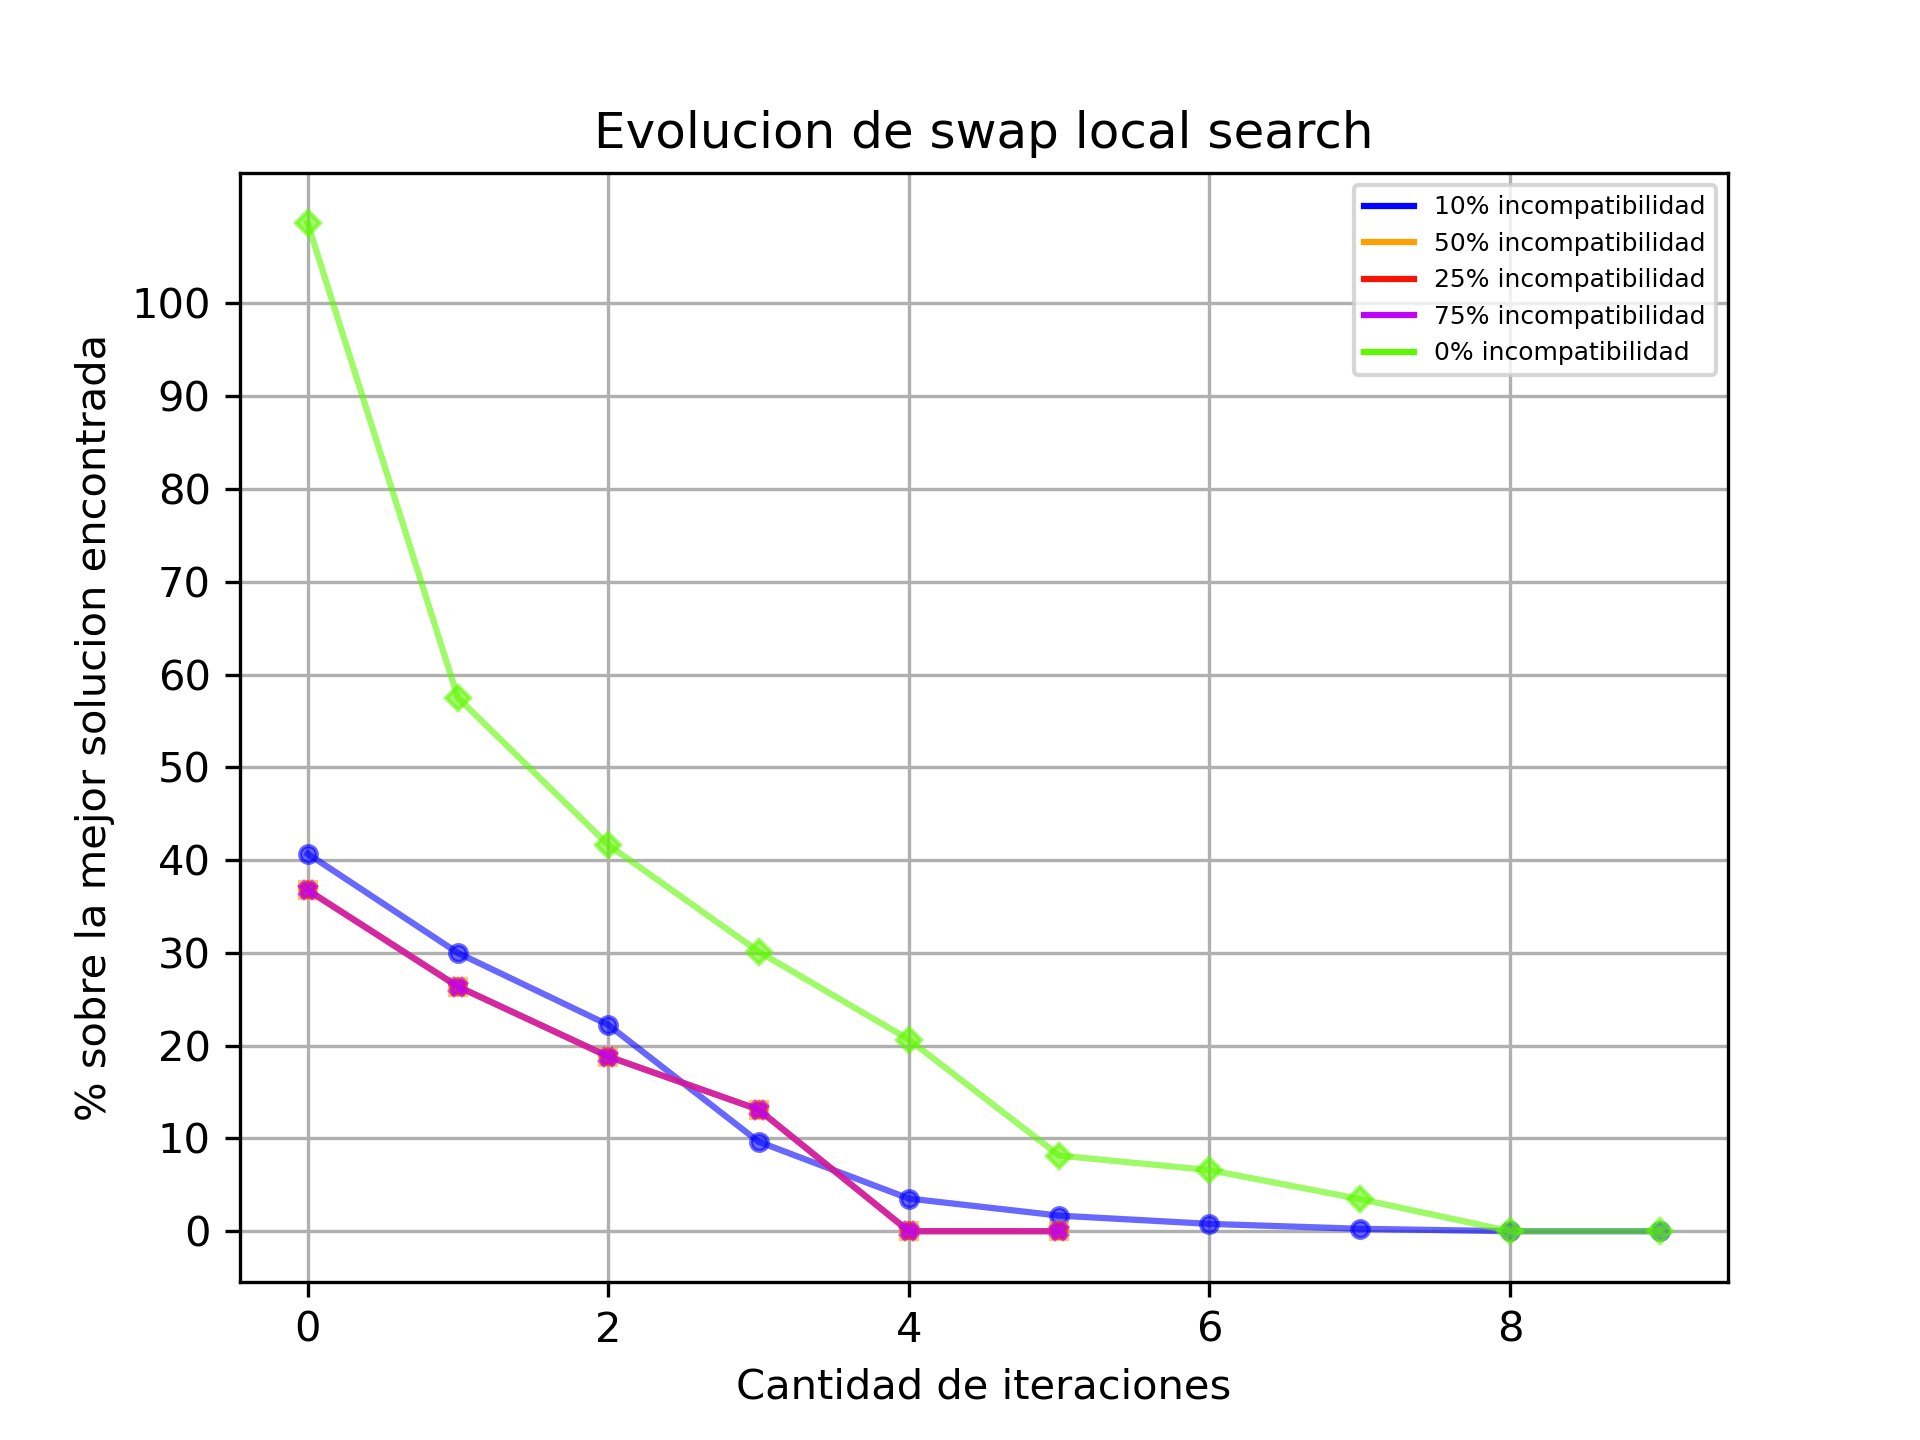 Evolucion de swap local search
10% incompatibilidad
50% incompatibilidad
25% incompatibilidad
75% incompatibilidad
0% incompatibilidad
% sobre la mejor solucion encontrada
100
90
80
70
60
50
40
30
20
10
0
0 2 4 6 8
Cantidad de iteraciones